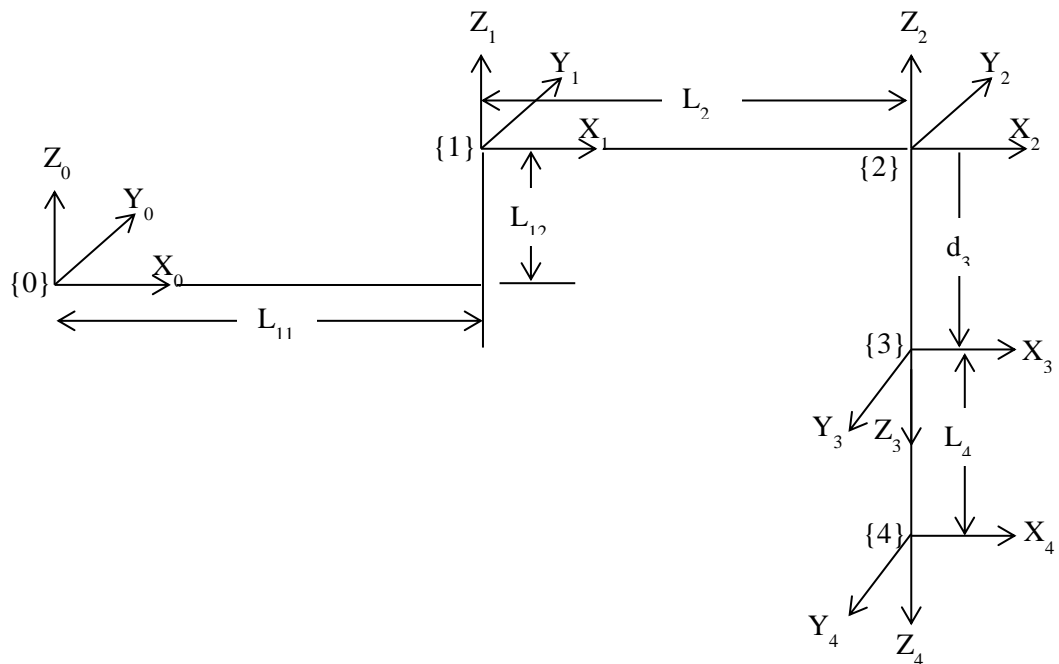 Z₁
Z₂
Y₁
Y₂
L₂
{1}
X₁
{2}
X₂
Z₀
Y₀
L₁₂
d₃
{0}
X₀
L₁₁
{3}
X₃
Y₃
Z₃
L₄
{4}
X₄
Y₄
Z₄